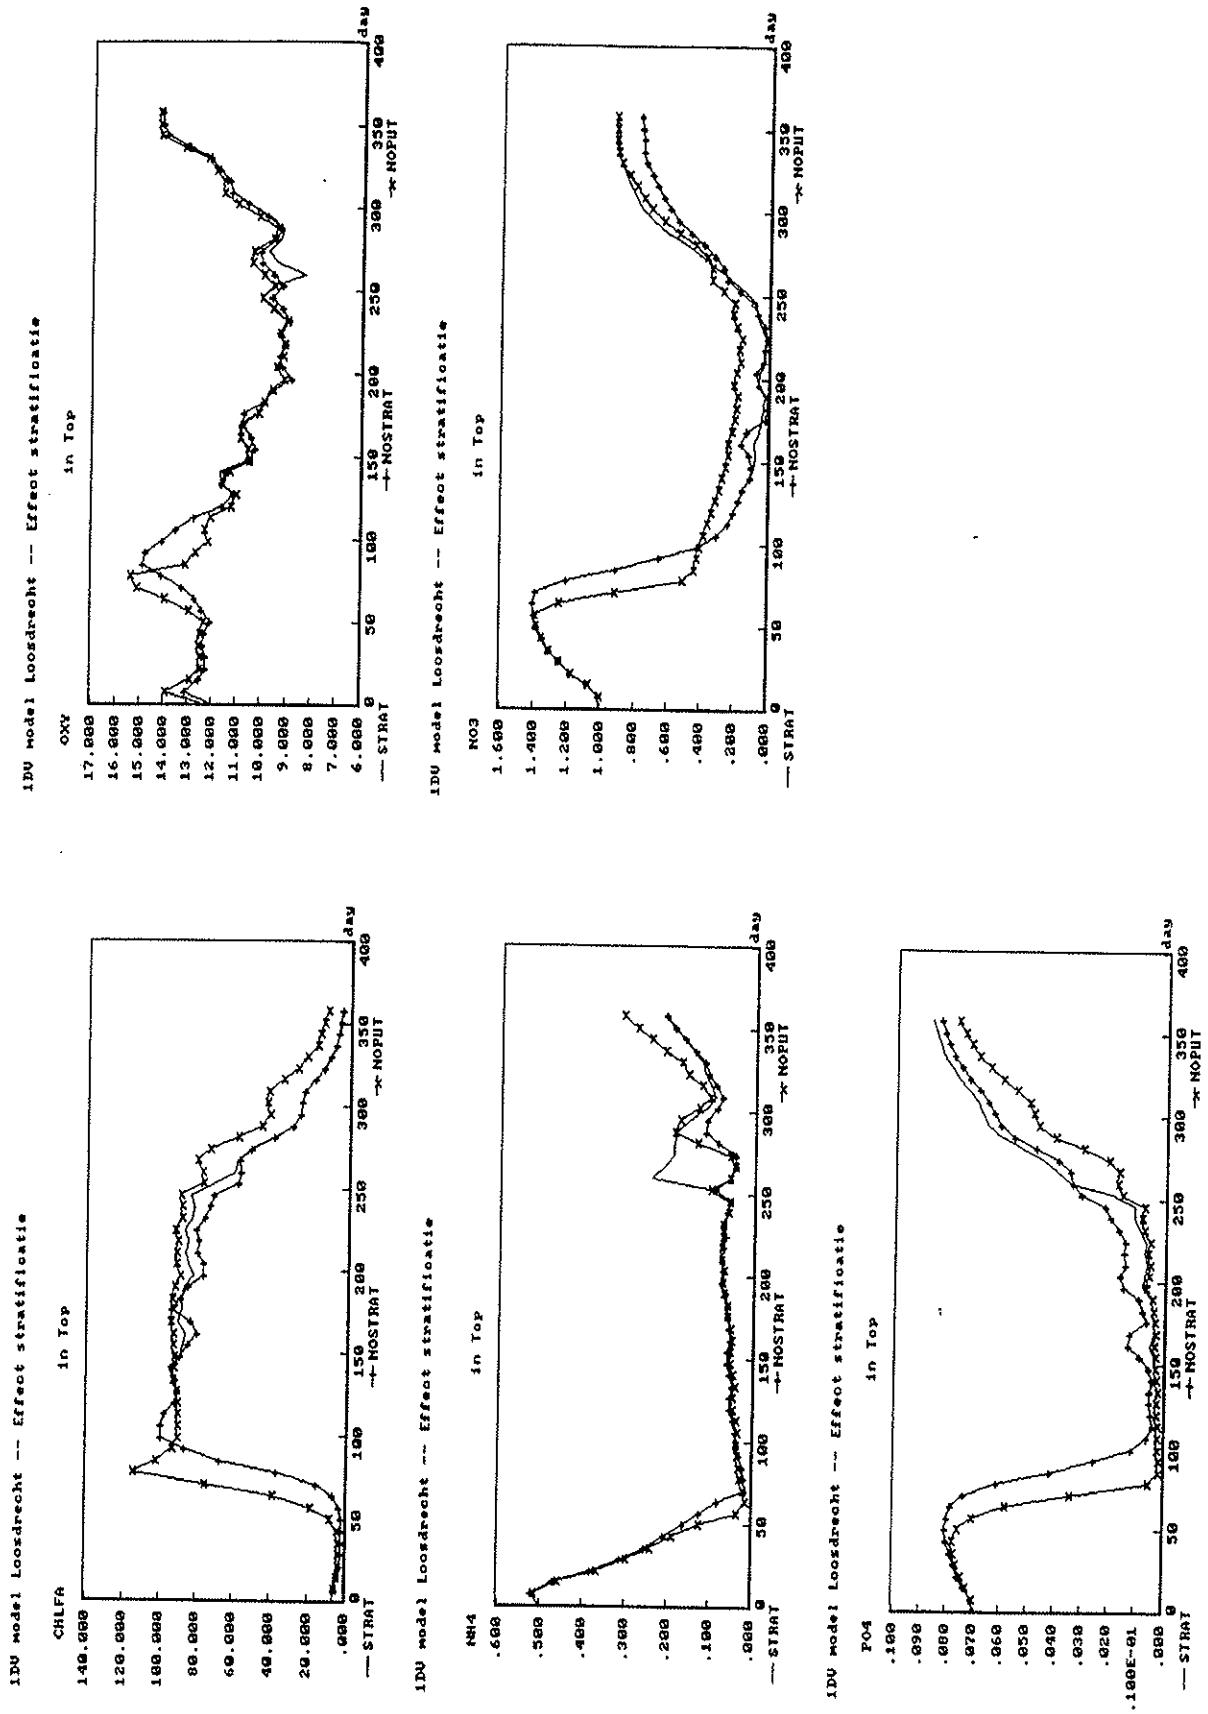 1DV model Loosdrecht -- Effect stratificatie
CHLFA
in Top
140.000
120.000
100.000
80.000
60.000
40.000
20.000
.000
0 50 100 150 200 250 300 350 400
day
STRAT NOSTRAT NOPUT
1DV model Loosdrecht -- Effect stratificatie
OXY
in Top
17.000
16.000
15.000
14.000
13.000
12.000
11.000
10.000
9.000
8.000
7.000
6.000
0 50 100 150 200 250 300 350 400
day
STRAT NOSTRAT NOPUT
1DV model Loosdrecht -- Effect stratificatie
NH4
in Top
.600
.500
.400
.300
.200
.100
.000
0 50 100 150 200 250 300 350 400
day
STRAT NOSTRAT NOPUT
1DV model Loosdrecht -- Effect stratificatie
NO3
in Top
1.600
1.400
1.200
1.000
.800
.600
.400
.200
.000
0 50 100 150 200 250 300 350 400
day
STRAT NOSTRAT NOPUT
1DV model Loosdrecht -- Effect stratificatie
PO4
in Top
.100
.090
.080
.070
.060
.050
.040
.030
.020
.100E-01
.000
0 50 100 150 200 250 300 350 400
day
STRAT NOSTRAT NOPUT